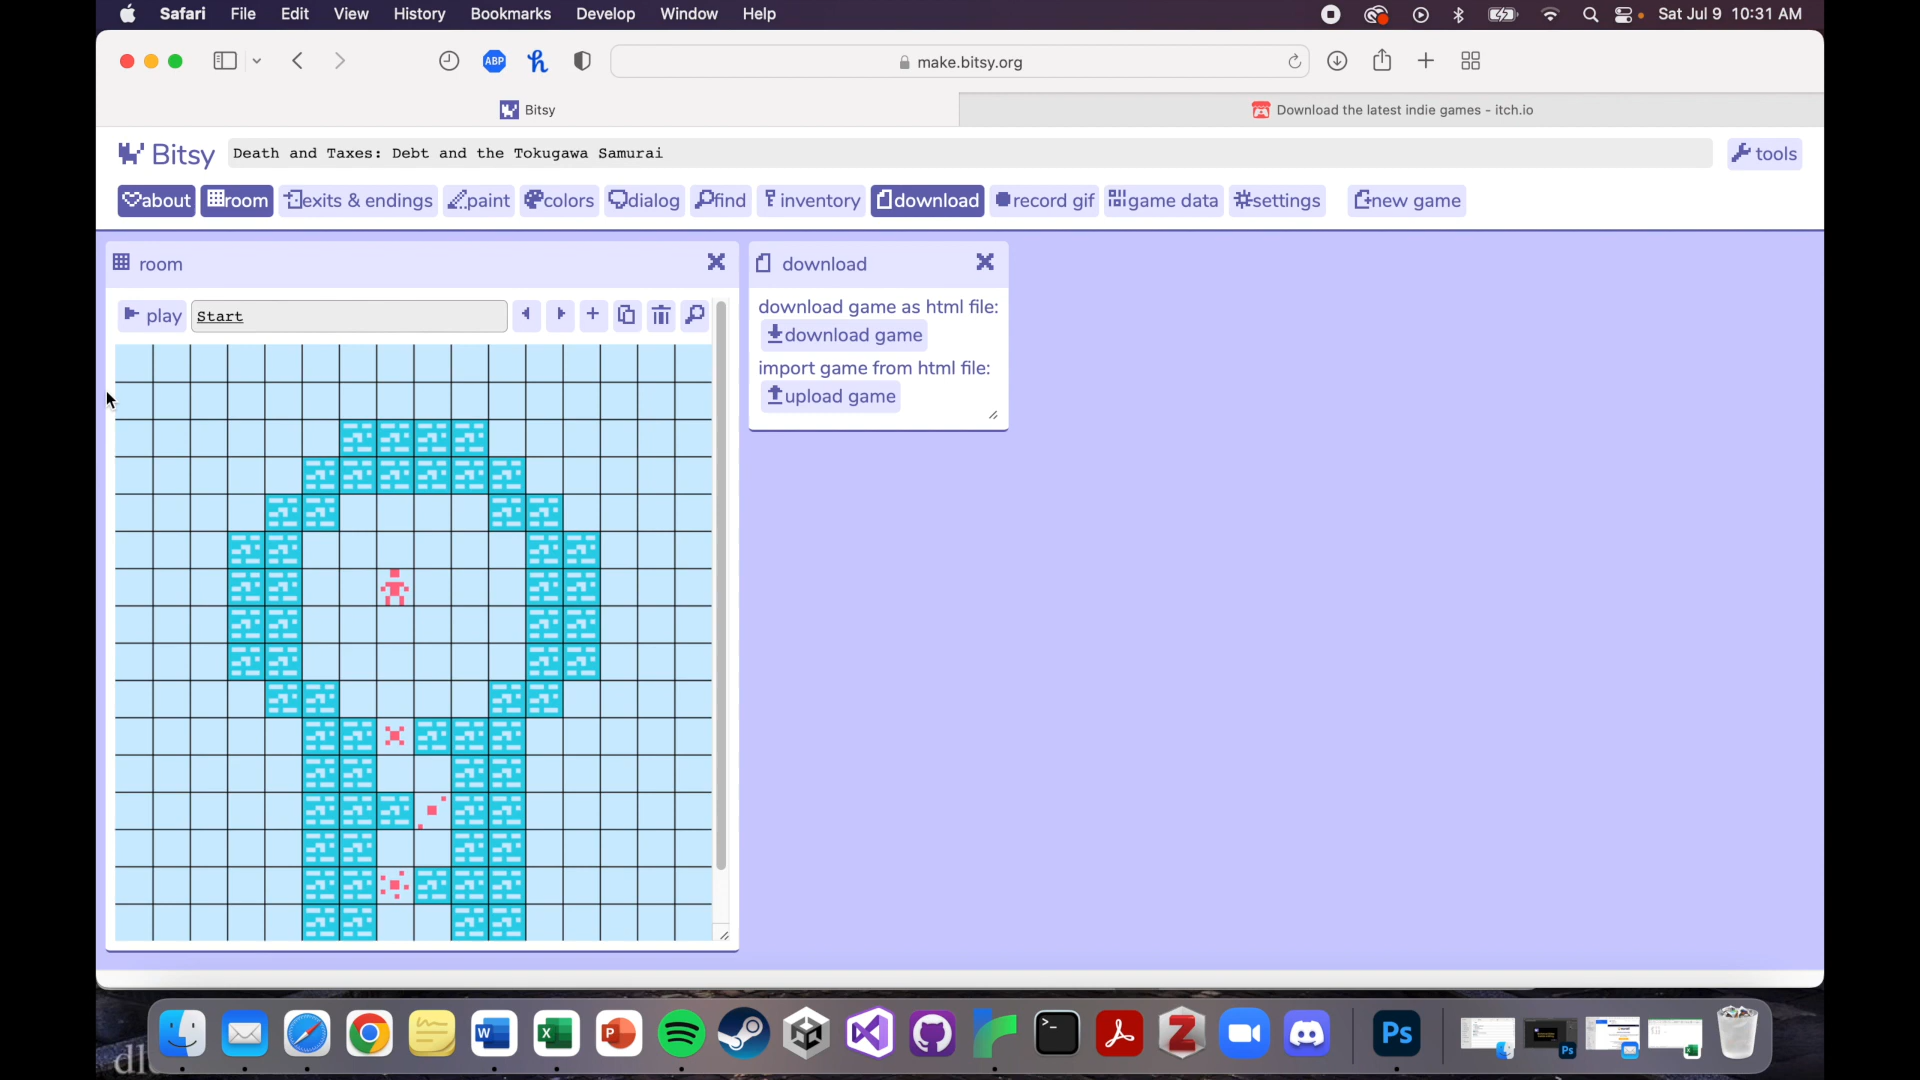 Safari File Edit View History Bookmarks Develop Window Help Sat Jul 9 10:31 AM
ABP make.bitsy.org
Bitsy Download the latest indie games - itch.io
Bitsy Death and Taxes: Debt and the Tokugawa Samurai tools
about room exits & endings paint colors dialog find inventory download record gif game data settings new game
room
play Start
download
download game as html file:
download game
import game from html file:
upload game
W X P Z Ps